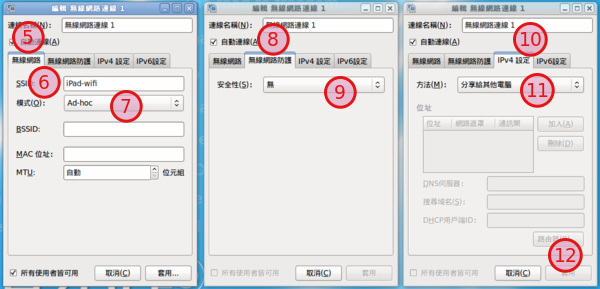 編輯 無線網路連線 1
連線名稱(N): 無線網路連線 1
5
自動連線(A)
無線網路 無線網路防護 IPv4 設定 IPv6設定
6
SSID: iPad-wifi
7
模式(O): Ad-hoc
BSSID:
MAC 位址:
MTU: 自動 位元組
所有使用者皆可用 取消(C) 套用...
編輯 無線網路連線 1
連線名稱(N): 無線網路連線 1
8
自動連線(A)
無線網路 無線網路防護 IPv4 設定 IPv6設定
安全性(S): 無
9
所有使用者皆可用 取消(C) 套用
編輯 無線網路連線 1
連線名稱(N): 無線網路連線 1
10
自動連線(A)
無線網路 無線網路防護 IPv4 設定 IPv6設定
方法(M): 分享給其他電腦
11
位址
位址 網路遮罩 通訊閘 加入(A)
刪除(D)
DNS伺服器:
搜尋域名(S):
DHCP用戶端ID:
路由器
12
所有使用者皆可用 取消(C) 套用